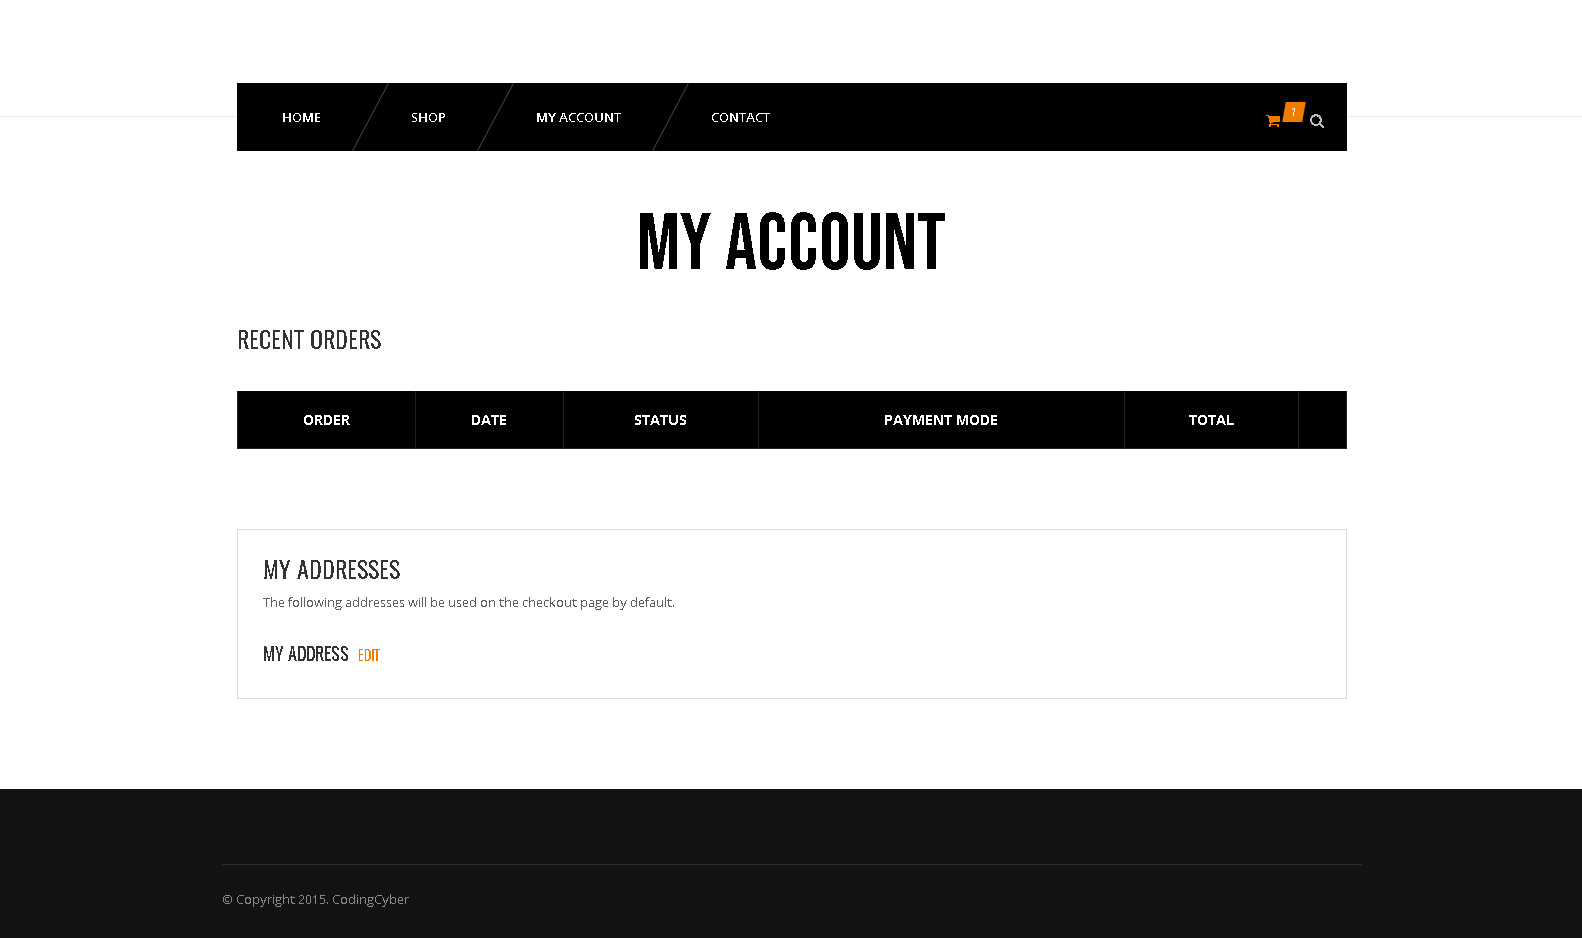 HOME SHOP MY ACCOUNT CONTACT 1
MY ACCOUNT
RECENT ORDERS
ORDER DATE STATUS PAYMENT MODE TOTAL
MY ADDRESSES
The following addresses will be used on the checkout page by default.
MY ADDRESS EDIT
© Copyright 2015. CodingCyber